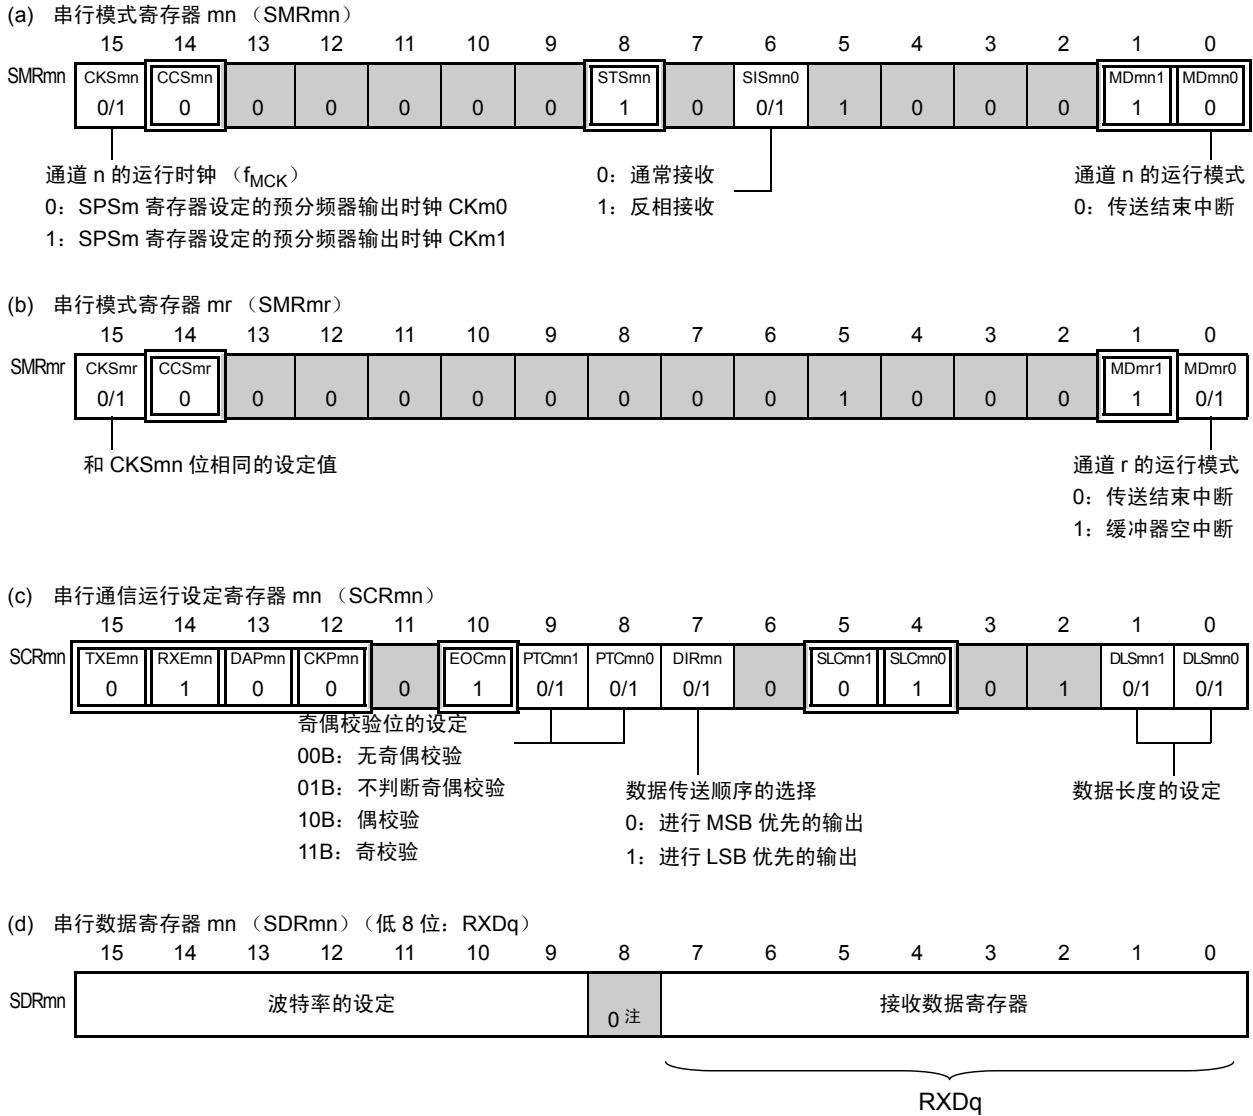 (a) 串行模式寄存器 mn （SMRmn）
15 14 13 12 11 10 9 8 7 6 5 4 3 2 1 0
SMRmn CKSmn CCSmn STSmn SISmn0 MDmn1 MDmn0
0/1 0 0 0 0 0 0 1 0 0/1 1 0 0 0 1 0
通道 n 的运行时钟 （fMCK）
0：SPSm 寄存器设定的预分频器输出时钟 CKm0
1：SPSm 寄存器设定的预分频器输出时钟 CKm1
0：通常接收
1：反相接收
通道 n 的运行模式
0：传送结束中断
(b) 串行模式寄存器 mr （SMRmr）
15 14 13 12 11 10 9 8 7 6 5 4 3 2 1 0
SMRmr CKSmr CCSmr MDmr1 MDmr0
0/1 0 0 0 0 0 0 0 0 0 1 0 0 0 1 0/1
和 CKSmn 位相同的设定值
通道 r 的运行模式
0：传送结束中断
1：缓冲器空中断
(c) 串行通信运行设定寄存器 mn （SCRmn）
15 14 13 12 11 10 9 8 7 6 5 4 3 2 1 0
SCRmn TXEmn RXEmn DAPmn CKPmn EOCmn PTCmn1 PTCmn0 DIRmn SLCmn1 SLCmn0 DLSmn1 DLSmn0
0 1 0 0 0 1 0/1 0/1 0/1 0 0 1 0 1 0/1 0/1
奇偶校验位的设定
00B：无奇偶校验
01B：不判断奇偶校验
10B：偶校验
11B：奇校验
数据传送顺序的选择
0：进行 MSB 优先的输出
1：进行 LSB 优先的输出
数据长度的设定
(d) 串行数据寄存器 mn （SDRmn）（低 8 位：RXDq）
15 14 13 12 11 10 9 8 7 6 5 4 3 2 1 0
SDRmn 波特率的设定 0 注 接收数据寄存器
RXDq